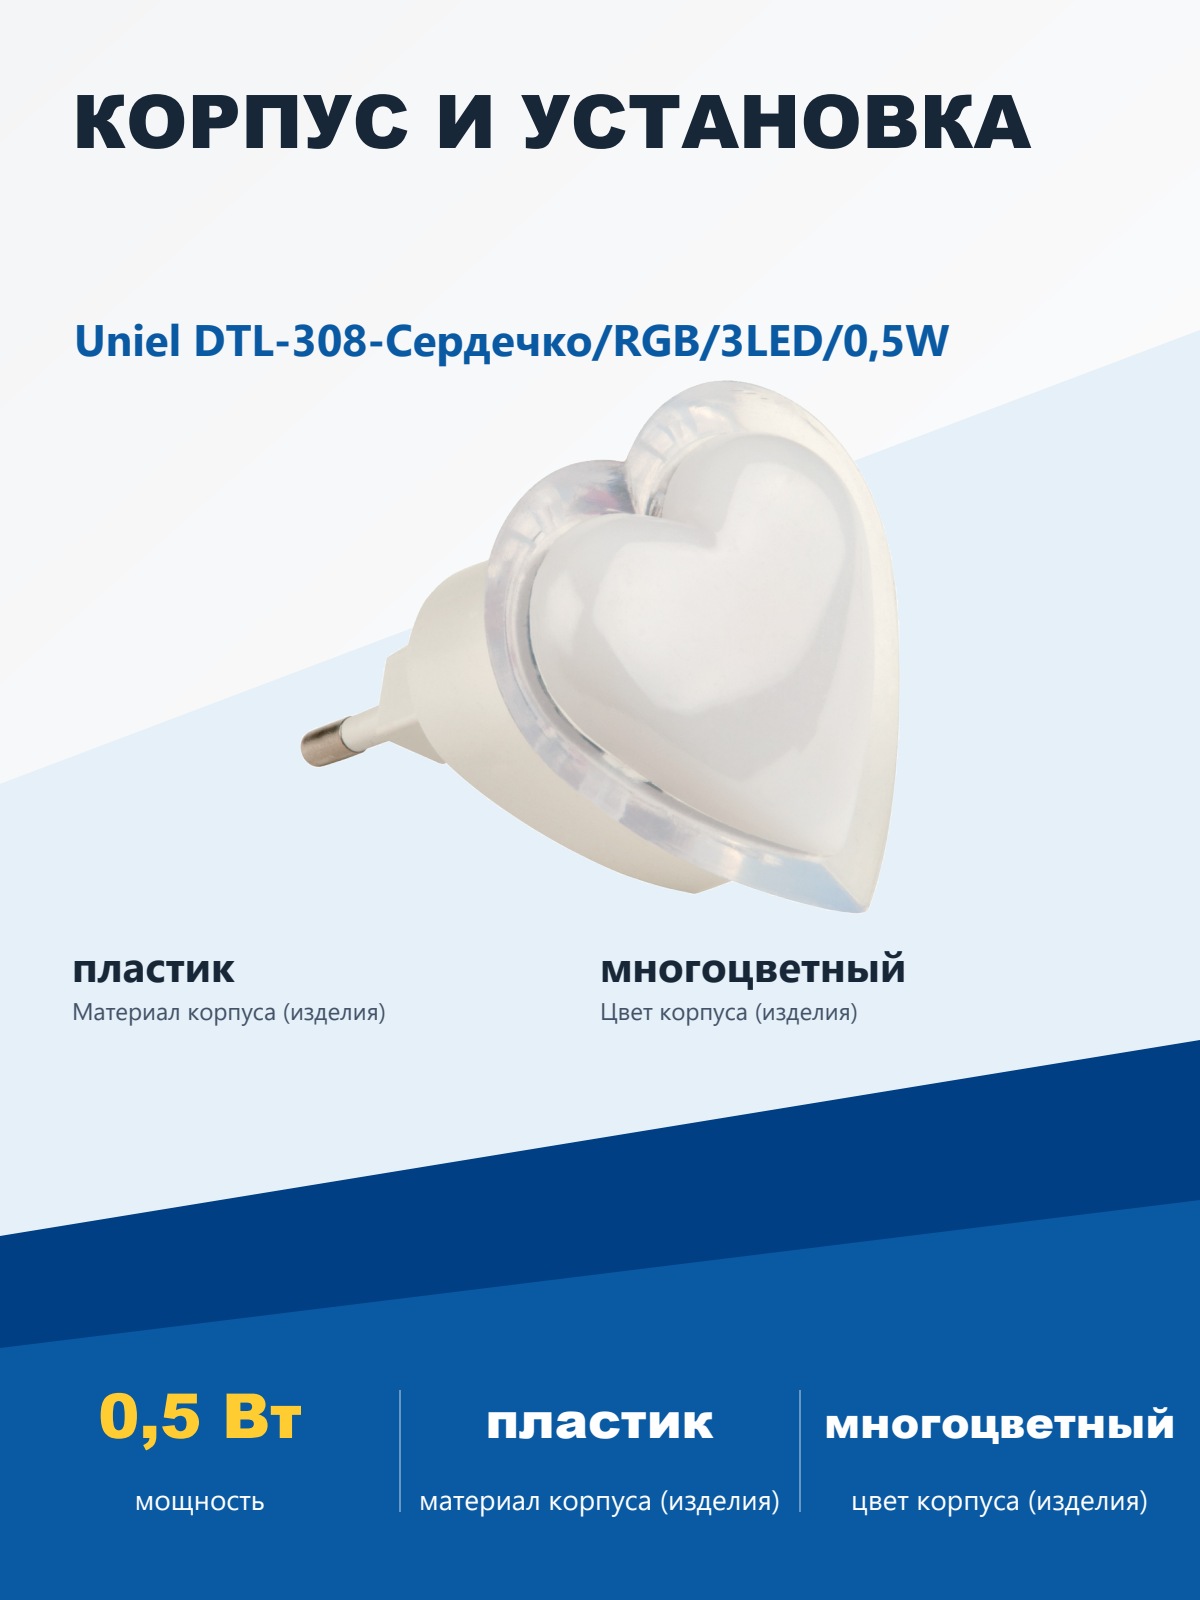 КОРПУС И УСТАНОВКА
Uniel DTL-308-Сердечко/RGB/3LED/0,5W
пластик
Материал корпуса (изделия)
многоцветный
Цвет корпуса (изделия)
0,5 Вт
мощность
пластик
материал корпуса (изделия)
многоцветный
цвет корпуса (изделия)